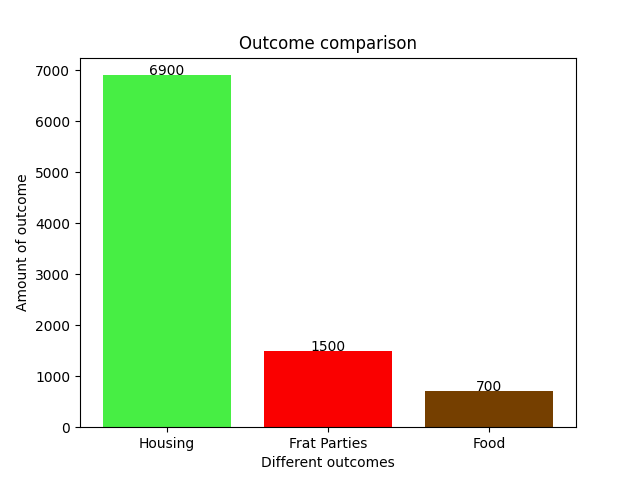 Outcome comparison
7000
6000
5000
4000
3000
2000
1000
0
Amount of outcome
6900
1500
700
Housing
Frat Parties
Food
Different outcomes